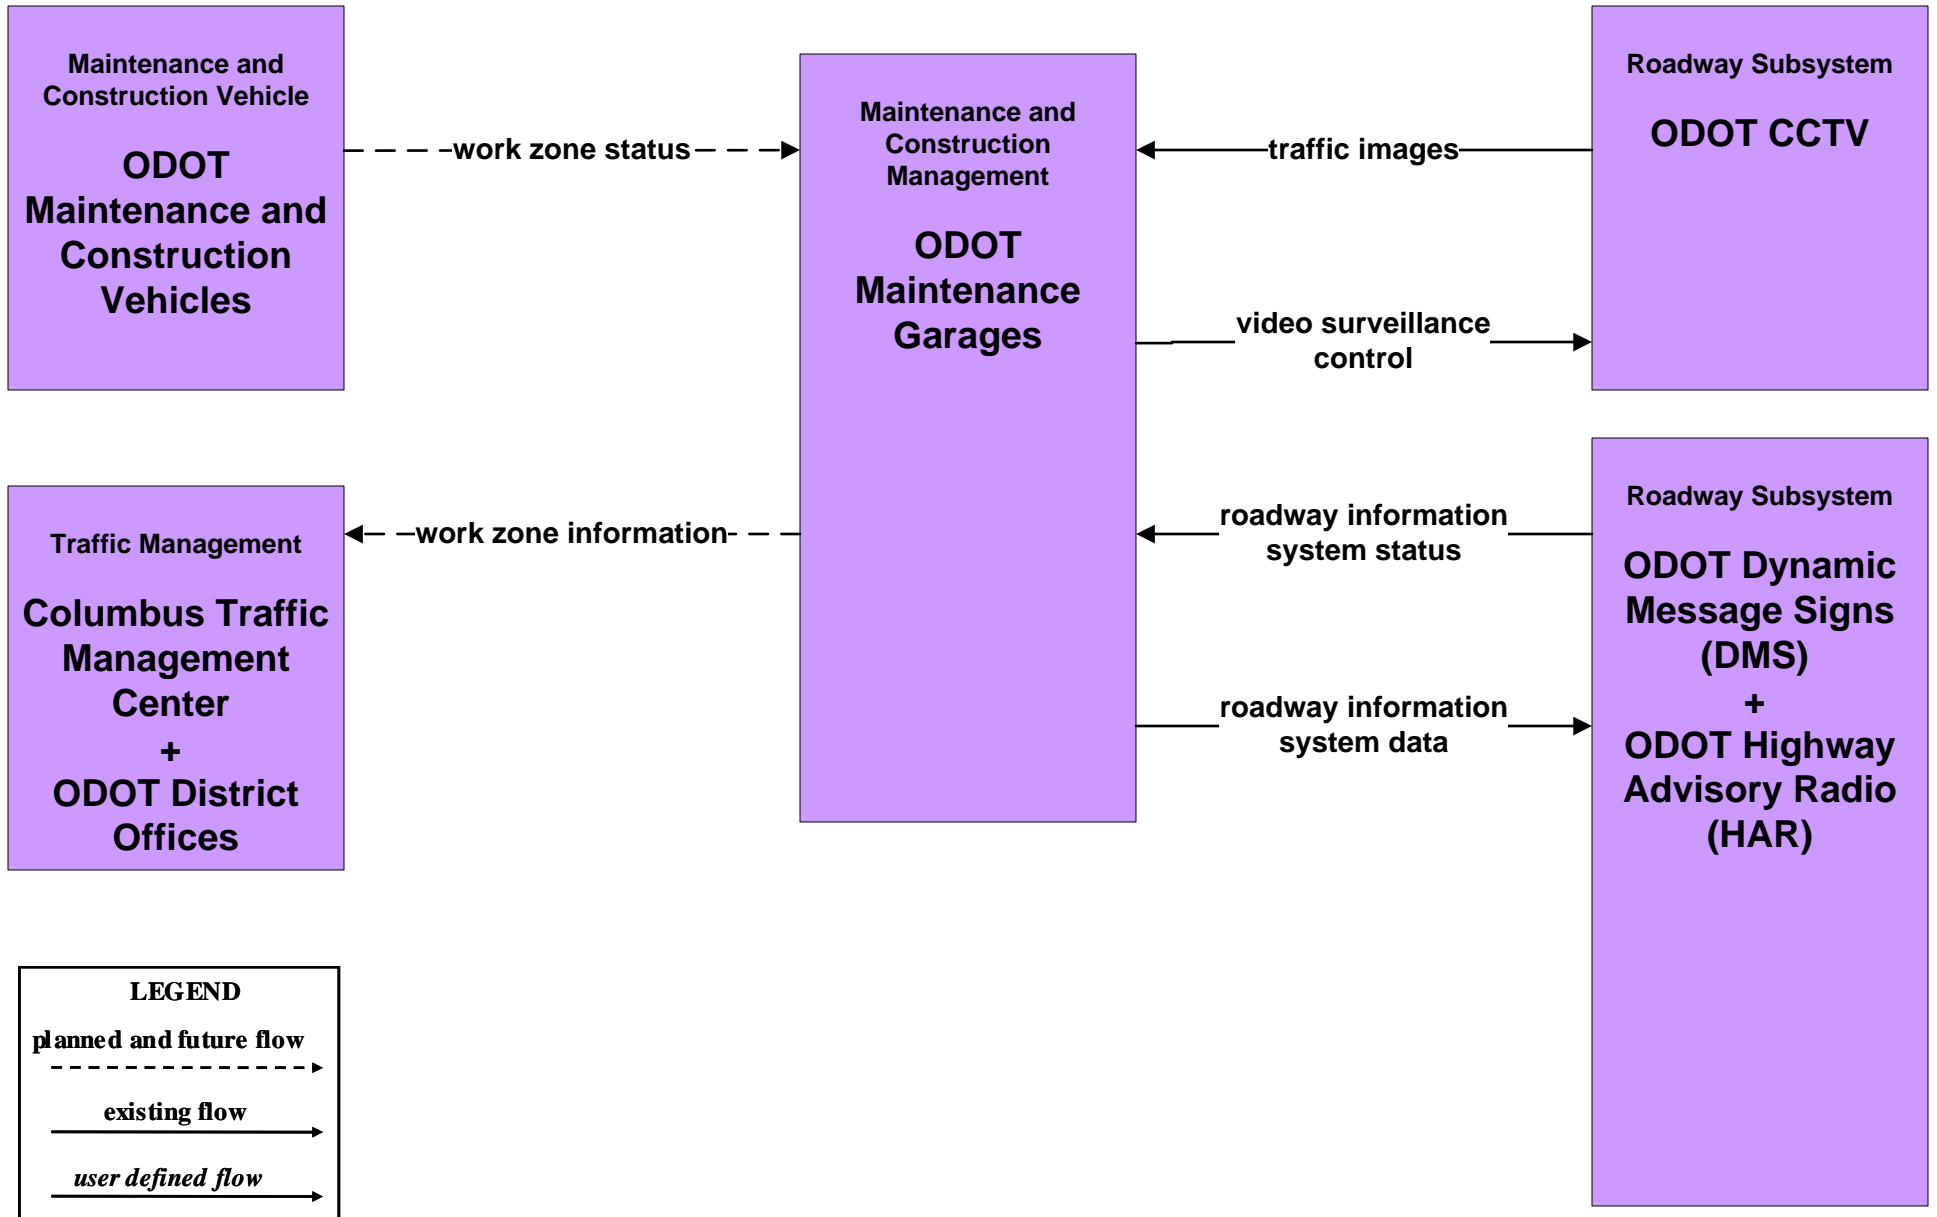 Maintenance and
Construction Vehicle
ODOT
Maintenance and
Construction
Vehicles
work zone status
Maintenance and
Construction
Management
ODOT
Maintenance
Garages
traffic images
Roadway Subsystem
ODOT CCTV
video surveillance
control
Traffic Management
Columbus Traffic
Management
Center
+
ODOT District
Offices
work zone information
roadway information
system status
roadway information
system data
Roadway Subsystem
ODOT Dynamic
Message Signs
(DMS)
+
ODOT Highway
Advisory Radio
(HAR)
LEGEND
planned and future flow
existing flow
user defined flow